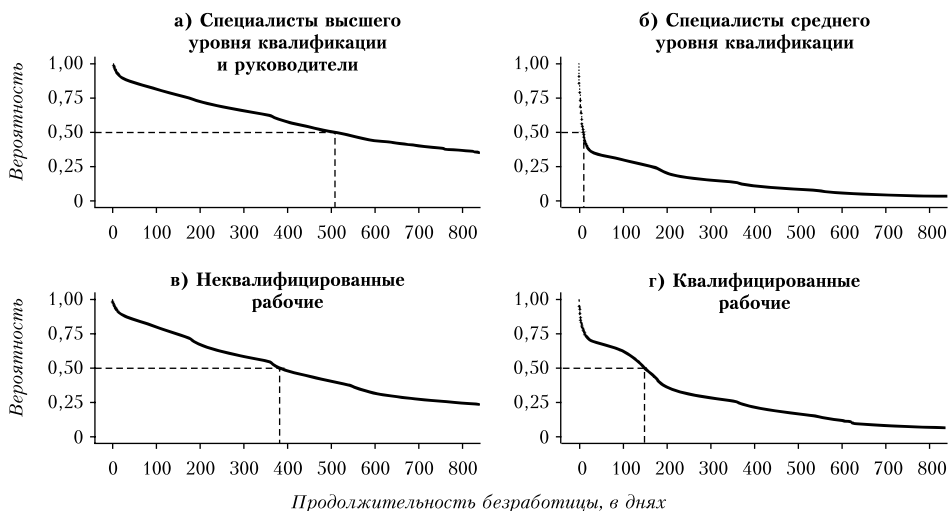 а) Специалисты высшего
уровня квалификации
и руководители
Вероятность
1,00
0,75
0,50
0,25
0
0 100 200 300 400 500 600 700 800
б) Специалисты среднего
уровня квалификации
1,00
0,75
0,50
0,25
0
0 100 200 300 400 500 600 700 800
в) Неквалифицированные
рабочие
Вероятность
1,00
0,75
0,50
0,25
0
0 100 200 300 400 500 600 700 800
г) Квалифицированные
рабочие
1,00
0,75
0,50
0,25
0
0 100 200 300 400 500 600 700 800
Продолжительность безработицы, в днях